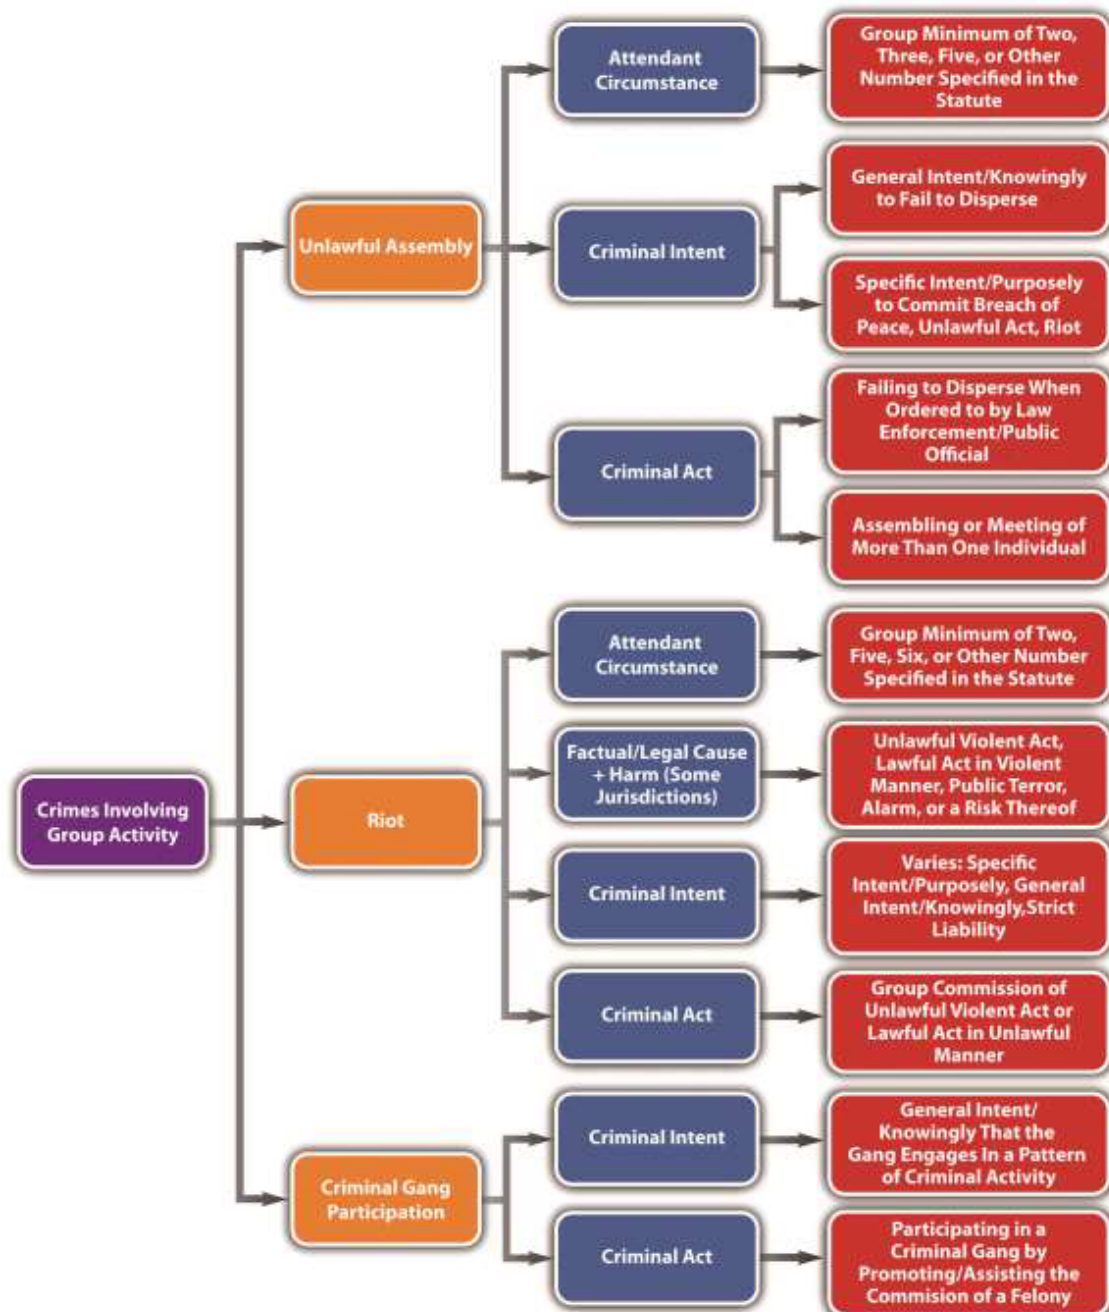 Attendant
Circumstance
Group Minimum of Two,
Three, Five, or Other
Number Specified in the
Statute
Unlawful Assembly
Criminal Intent
General Intent/Knowingly
to Fail to Disperse
Specific Intent/Purposely
to Commit Breach of
Peace, Unlawful Act, Riot
Criminal Act
Failing to Disperse When
Ordered to by Law
Enforcement/Public
Official
Assembling or Meeting of
More Than One Individual
Crimes Involving
Group Activity
Riot
Attendant
Circumstance
Group Minimum of Two,
Five, Six, or Other Number
Specified in the Statute
Factual/Legal Cause
+ Harm (Some
Jurisdictions)
Unlawful Violent Act,
Lawful Act in Violent
Manner, Public Terror,
Alarm, or a Risk Thereof
Criminal Intent
Varies: Specific
Intent/Purposely, General
Intent/Knowingly,Strict
Liability
Criminal Act
Group Commission of
Unlawful Violent Act or
Lawful Act in Unlawful
Manner
Criminal Gang
Participation
Criminal Intent
General Intent/
Knowingly That the
Gang Engages In a Pattern
of Criminal Activity
Criminal Act
Participating in a
Criminal Gang by
Promoting/Assisting the
Commision of a Felony